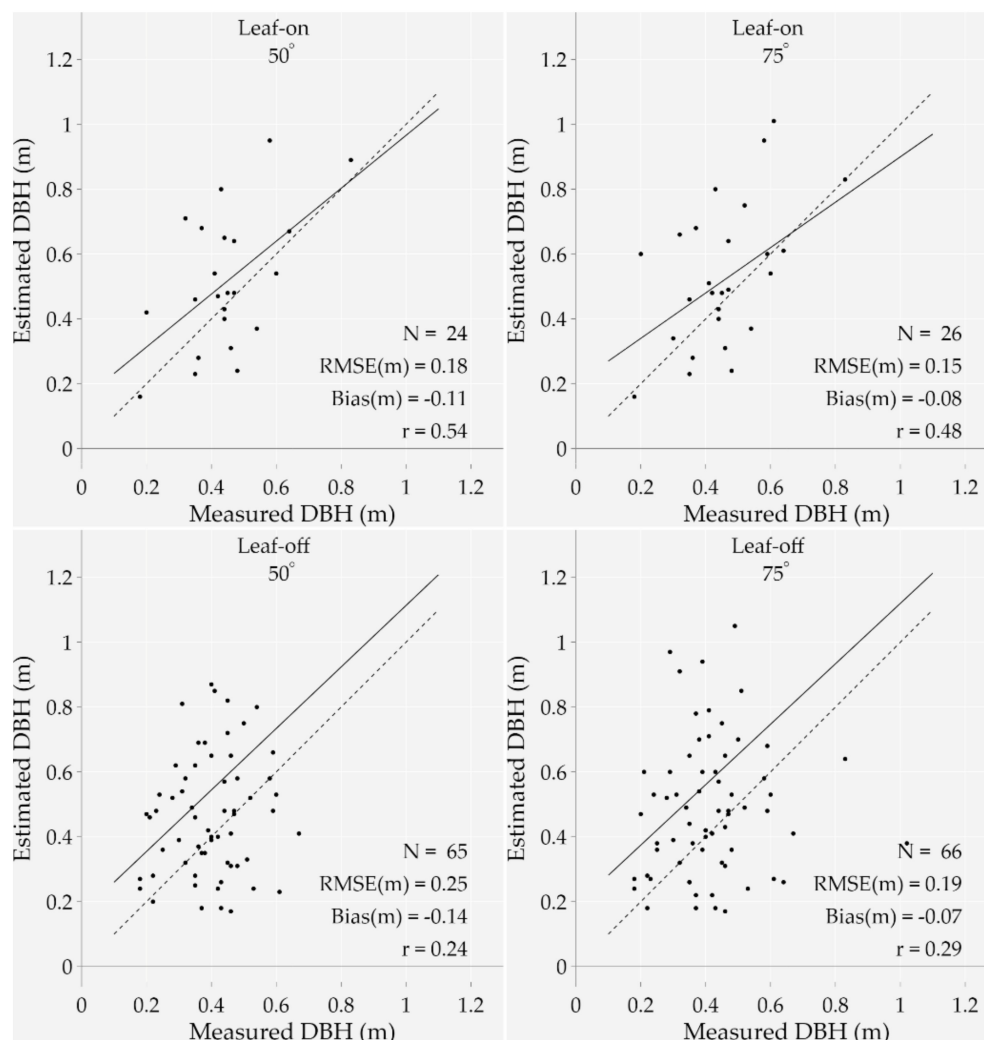 Leaf-on
50°
1.2
1
0.8
0.6
0.4
0.2
0
Estimated DBH (m)
N = 24
RMSE(m) = 0.18
Bias(m) = -0.11
r = 0.54
0 0.2 0.4 0.6 0.8 1 1.2
Measured DBH (m)
Leaf-on
75°
1.2
1
0.8
0.6
0.4
0.2
0
Estimated DBH (m)
N = 26
RMSE(m) = 0.15
Bias(m) = -0.08
r = 0.48
0 0.2 0.4 0.6 0.8 1 1.2
Measured DBH (m)
Leaf-off
50°
1.2
1
0.8
0.6
0.4
0.2
0
Estimated DBH (m)
N = 65
RMSE(m) = 0.25
Bias(m) = -0.14
r = 0.24
0 0.2 0.4 0.6 0.8 1 1.2
Measured DBH (m)
Leaf-off
75°
1.2
1
0.8
0.6
0.4
0.2
0
Estimated DBH (m)
N = 66
RMSE(m) = 0.19
Bias(m) = -0.07
r = 0.29
0 0.2 0.4 0.6 0.8 1 1.2
Measured DBH (m)